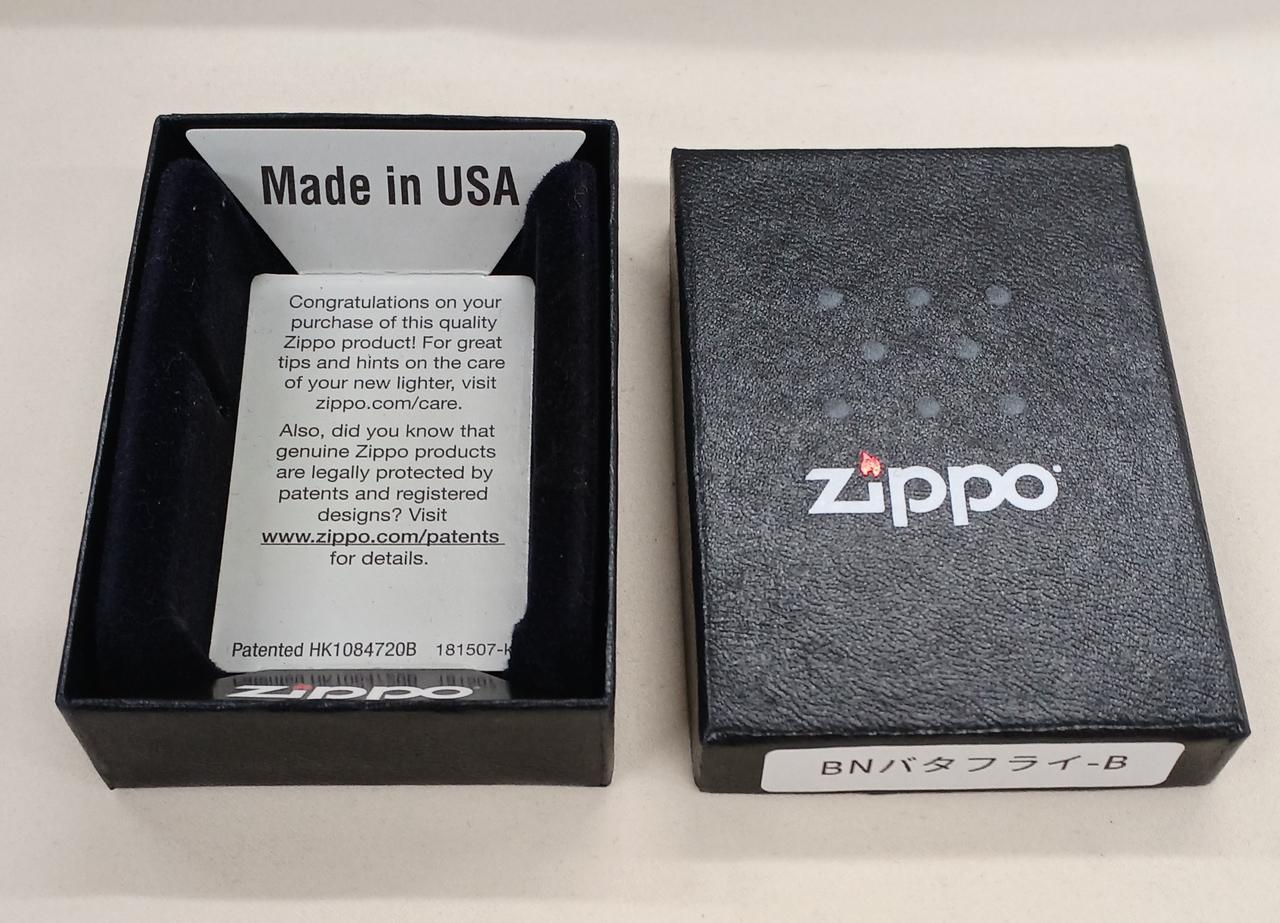 Made in USA
Congratulations on your
purchase of this quality
Zippo product! For great
tips and hints on the care
of your new lighter, visit
zippo.com/care.
Also, did you know that
genuine Zippo products
are legally protected by
patents and registered
designs? Visit
www.zippo.com/patents
for details.
Patented HK1084720B 181507-K
zippo
zippo
BNバタフライ-B